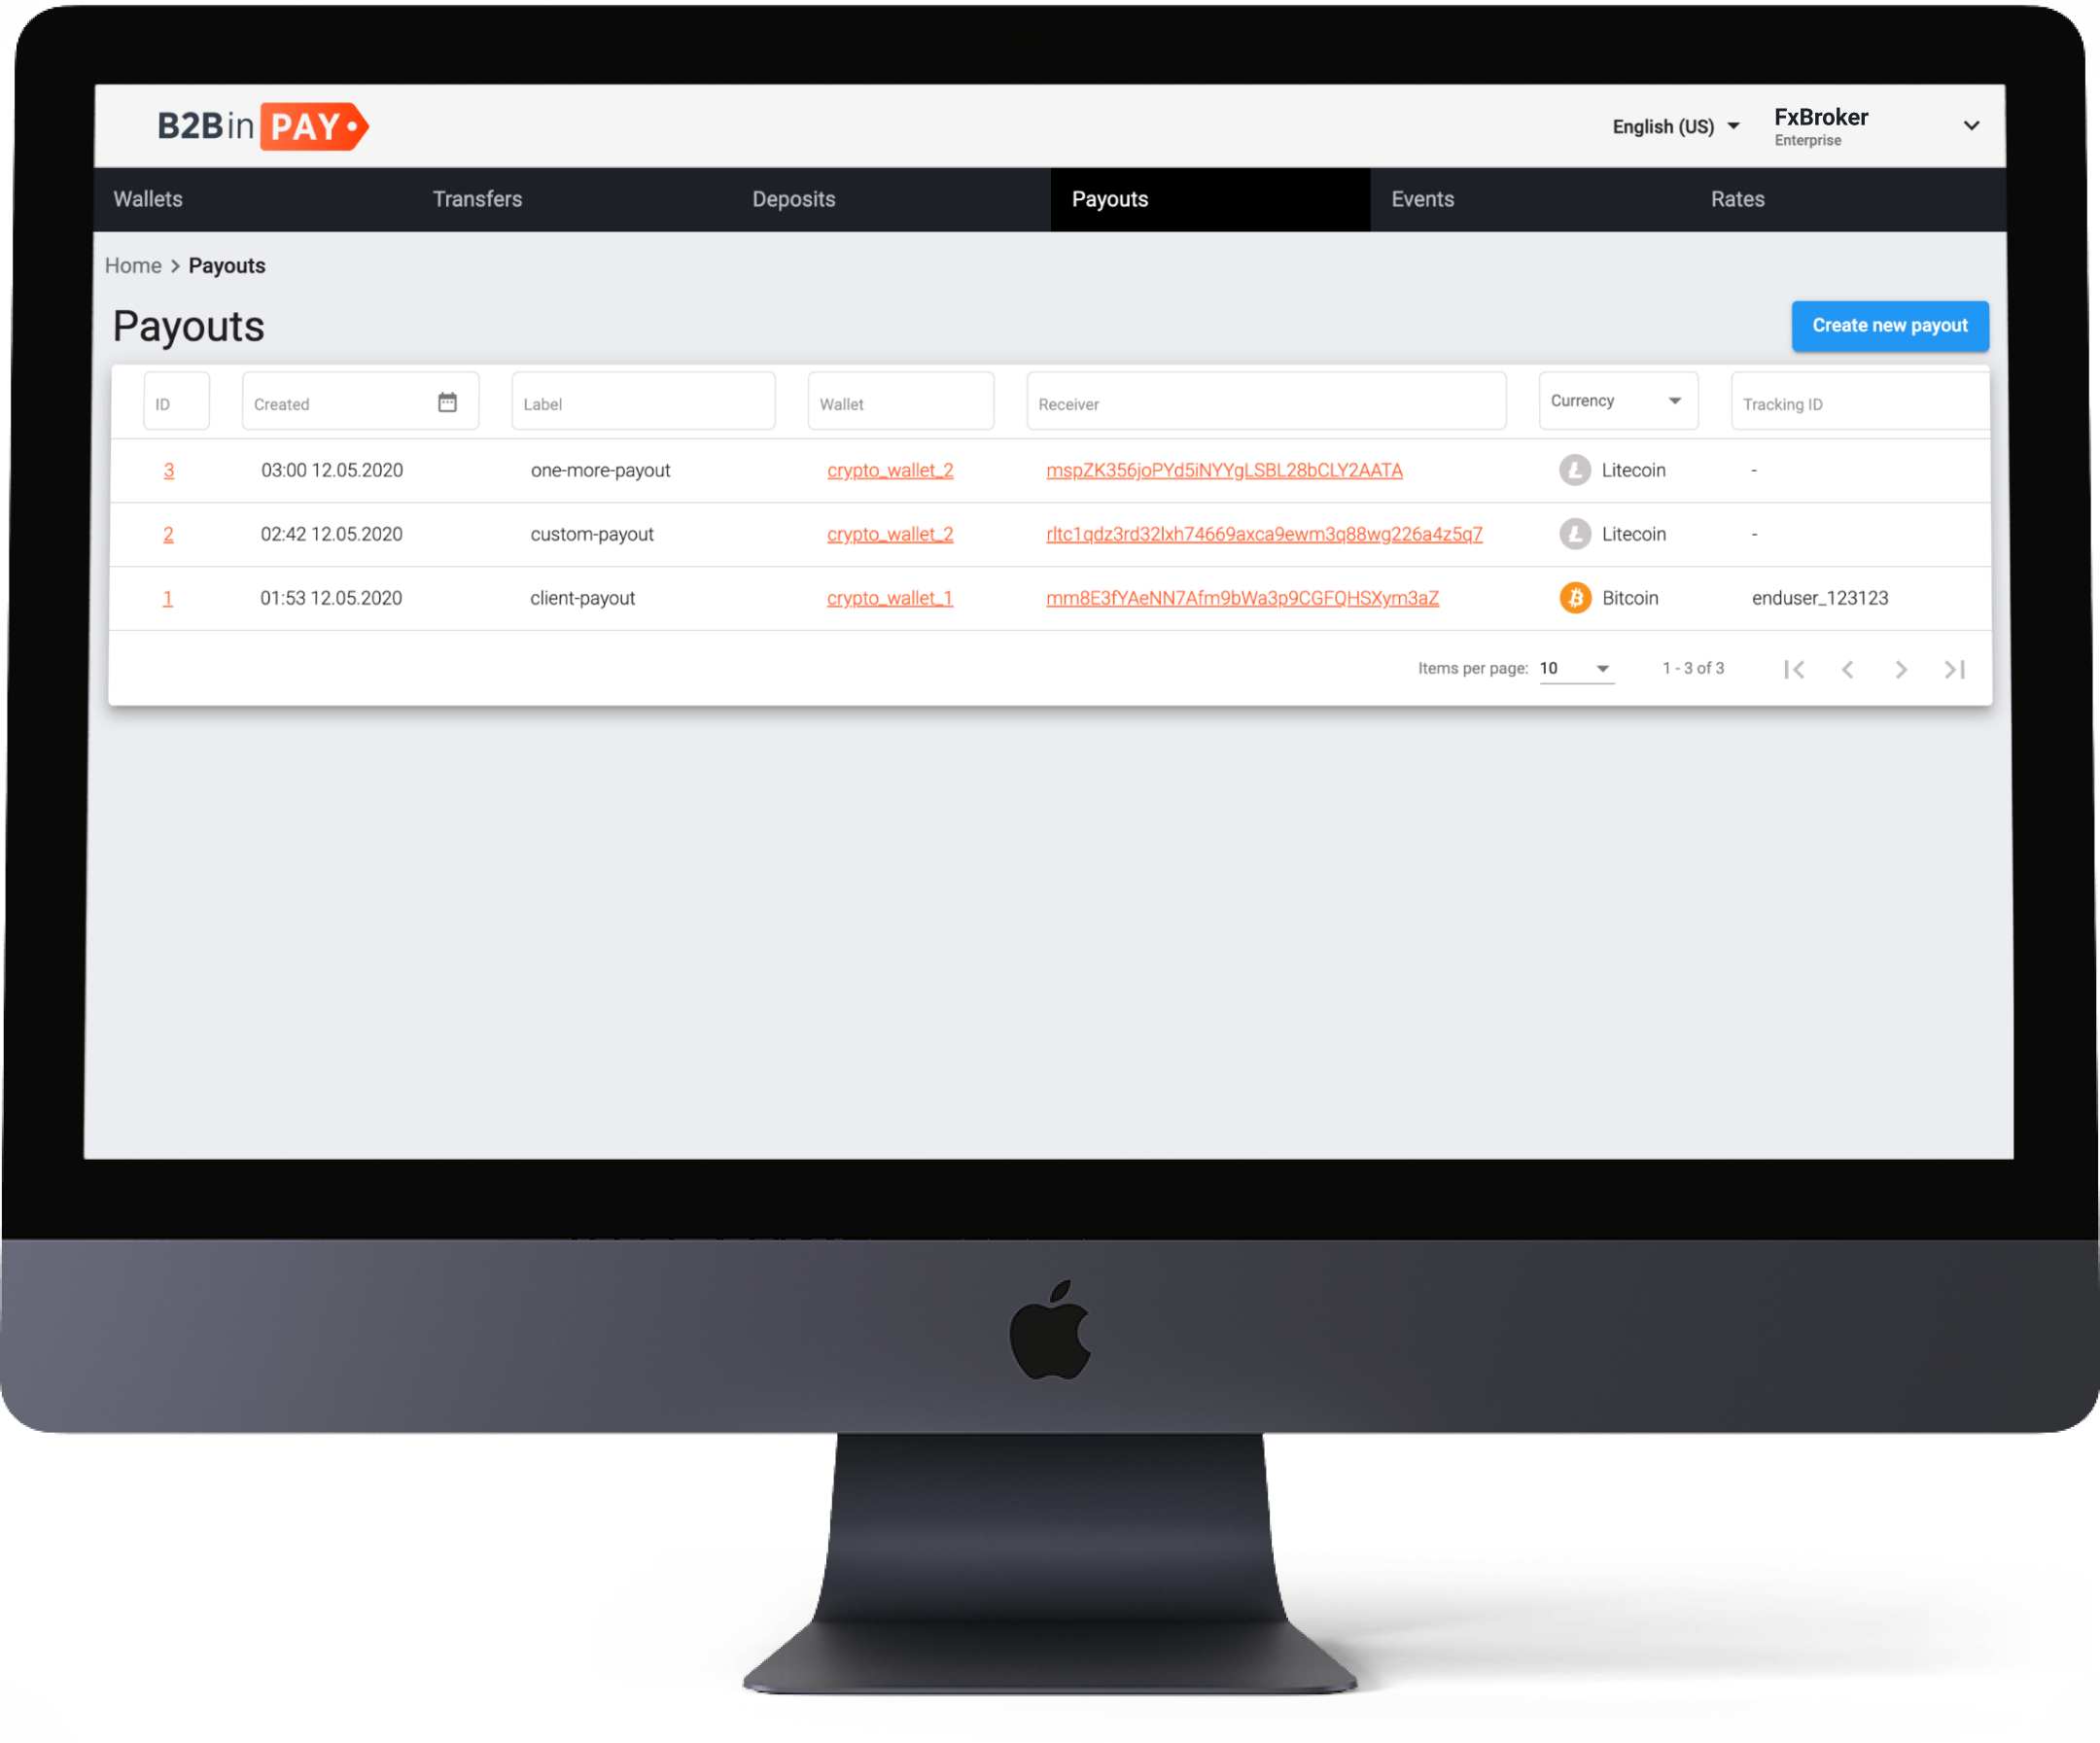 B2Bin PAY
English (US)
FxBroker
Enterprise
Wallets Transfers Deposits Payouts Events Rates
Home > Payouts
Payouts
Create new payout
ID Created Label Wallet Receiver Currency Tracking ID
3 03:00 12.05.2020 one-more-payout crypto_wallet_2 mspZK356joPYd5iNYYgLSBL28bCLY2AATA Litecoin -
2 02:42 12.05.2020 custom-payout crypto_wallet_2 rltc1qdz3rd32lxh74669axca9ewm3q88wg226a4z5q7 Litecoin -
1 01:53 12.05.2020 client-payout crypto_wallet_1 mm8E3fYAeNN7Afm9bWa3p9CGFQHSXym3aZ Bitcoin enduser_123123
Items per page: 10 1 - 3 of 3